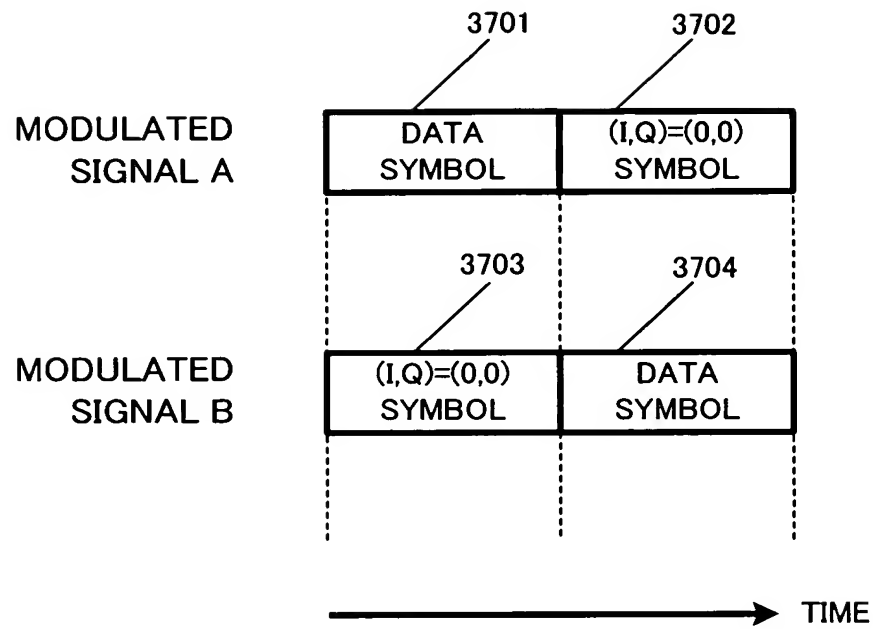 3701 3702
MODULATED
SIGNAL A
DATA
SYMBOL
(I,Q)=(0,0)
SYMBOL
3703 3704
MODULATED
SIGNAL B
(I,Q)=(0,0)
SYMBOL
DATA
SYMBOL
TIME